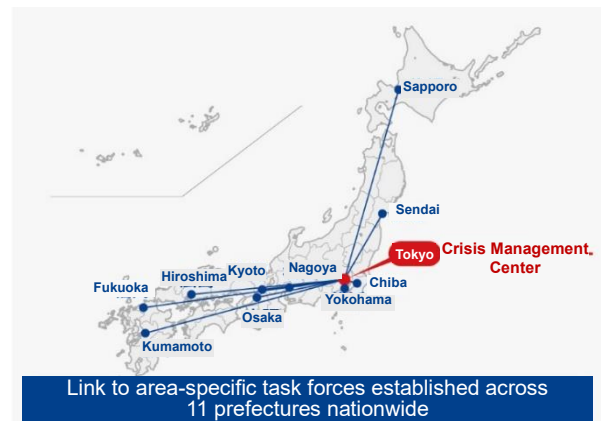 Sapporo
Sendai
Tokyo
Crisis Management
Center
Nagoya
Kyoto
Hiroshima
Fukuoka
Chiba
Yokohama
Osaka
Kumamoto
Link to area-specific task forces established across
11 prefectures nationwide